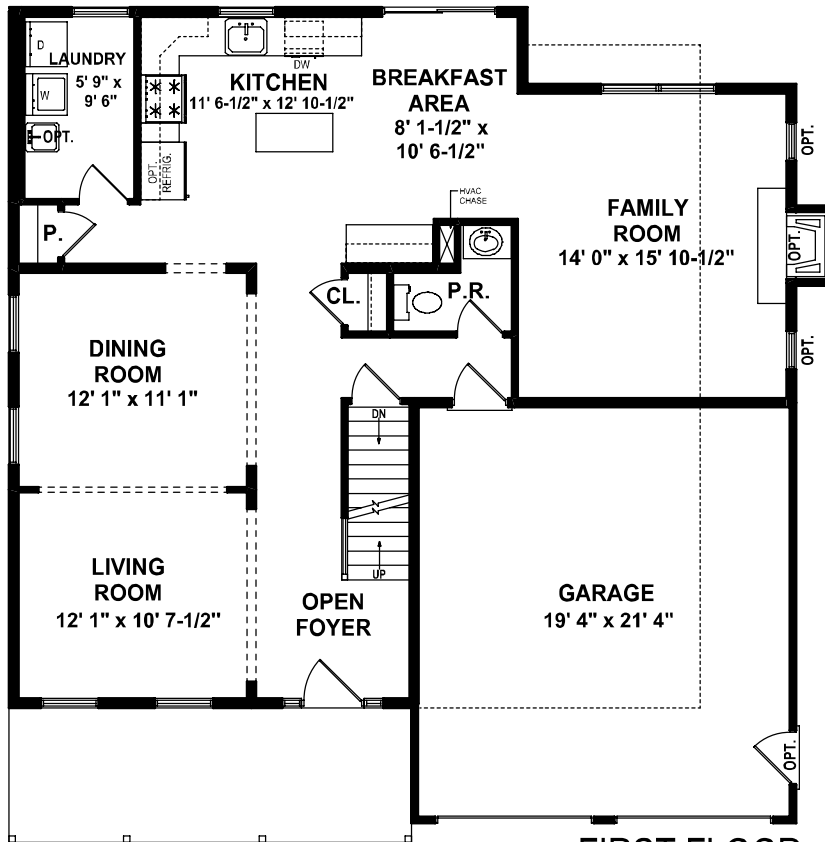 D
LAUNDRY
5' 9" x
9' 6"
W
OPT.
DW
KITCHEN
11' 6-1/2" x 12' 10-1/2"
BREAKFAST
AREA
8' 1-1/2" x
10' 6-1/2"
OPT.
REFRIG.
HVAC
CHASE
OPT.
P.
FAMILY
ROOM
14' 0" x 15' 10-1/2"
OPT.
CL.
P.R.
OPT.
DINING
ROOM
12' 1" x 11' 1"
DN
LIVING
ROOM
12' 1" x 10' 7-1/2"
UP
OPEN
FOYER
GARAGE
19' 4" x 21' 4"
OPT.
FIRST FLOOR